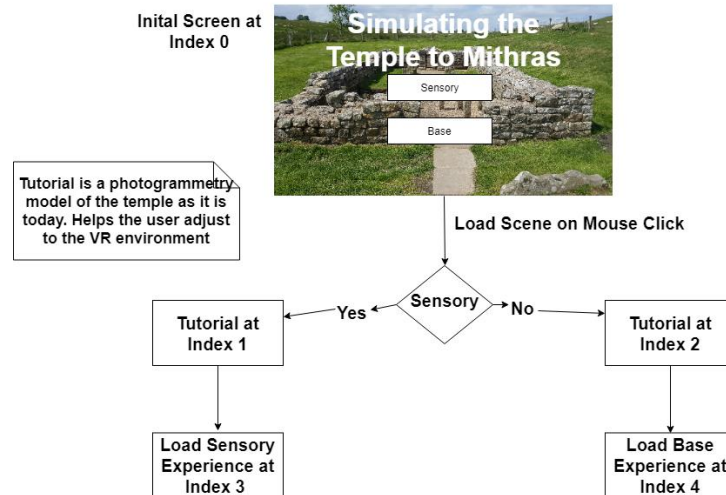 Inital Screen at
Index 0
Simulating the
Temple to Mithras
Sensory
Base
Tutorial is a photogrammetry
model of the temple as it is
today. Helps the user adjust
to the VR environment
Load Scene on Mouse Click
Sensory
Yes
No
Tutorial at
Index 1
Tutorial at
Index 2
Load Sensory
Experience at
Index 3
Load Base
Experience at
Index 4